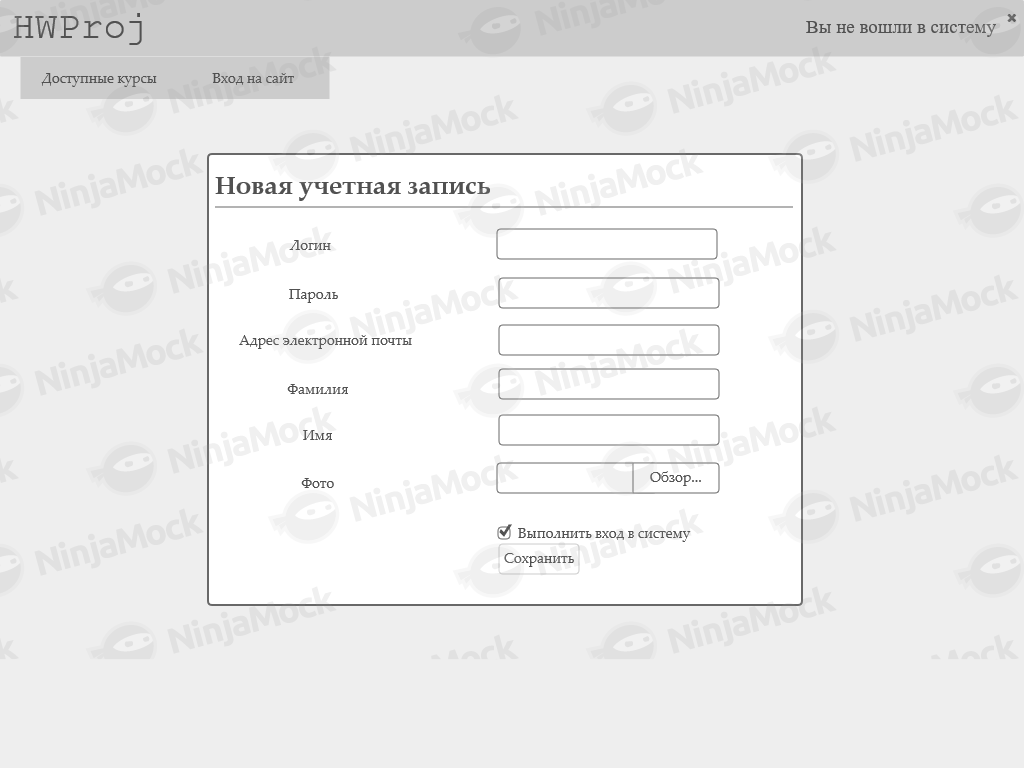 HWProj
Вы не вошли в систему
Доступные курсы
Вход на сайт
Новая учетная запись
Логин
Пароль
Адрес электронной почты
Фамилия
Имя
Фото
Обзор...
Выполнить вход в систему
Сохранить
NinjaMock